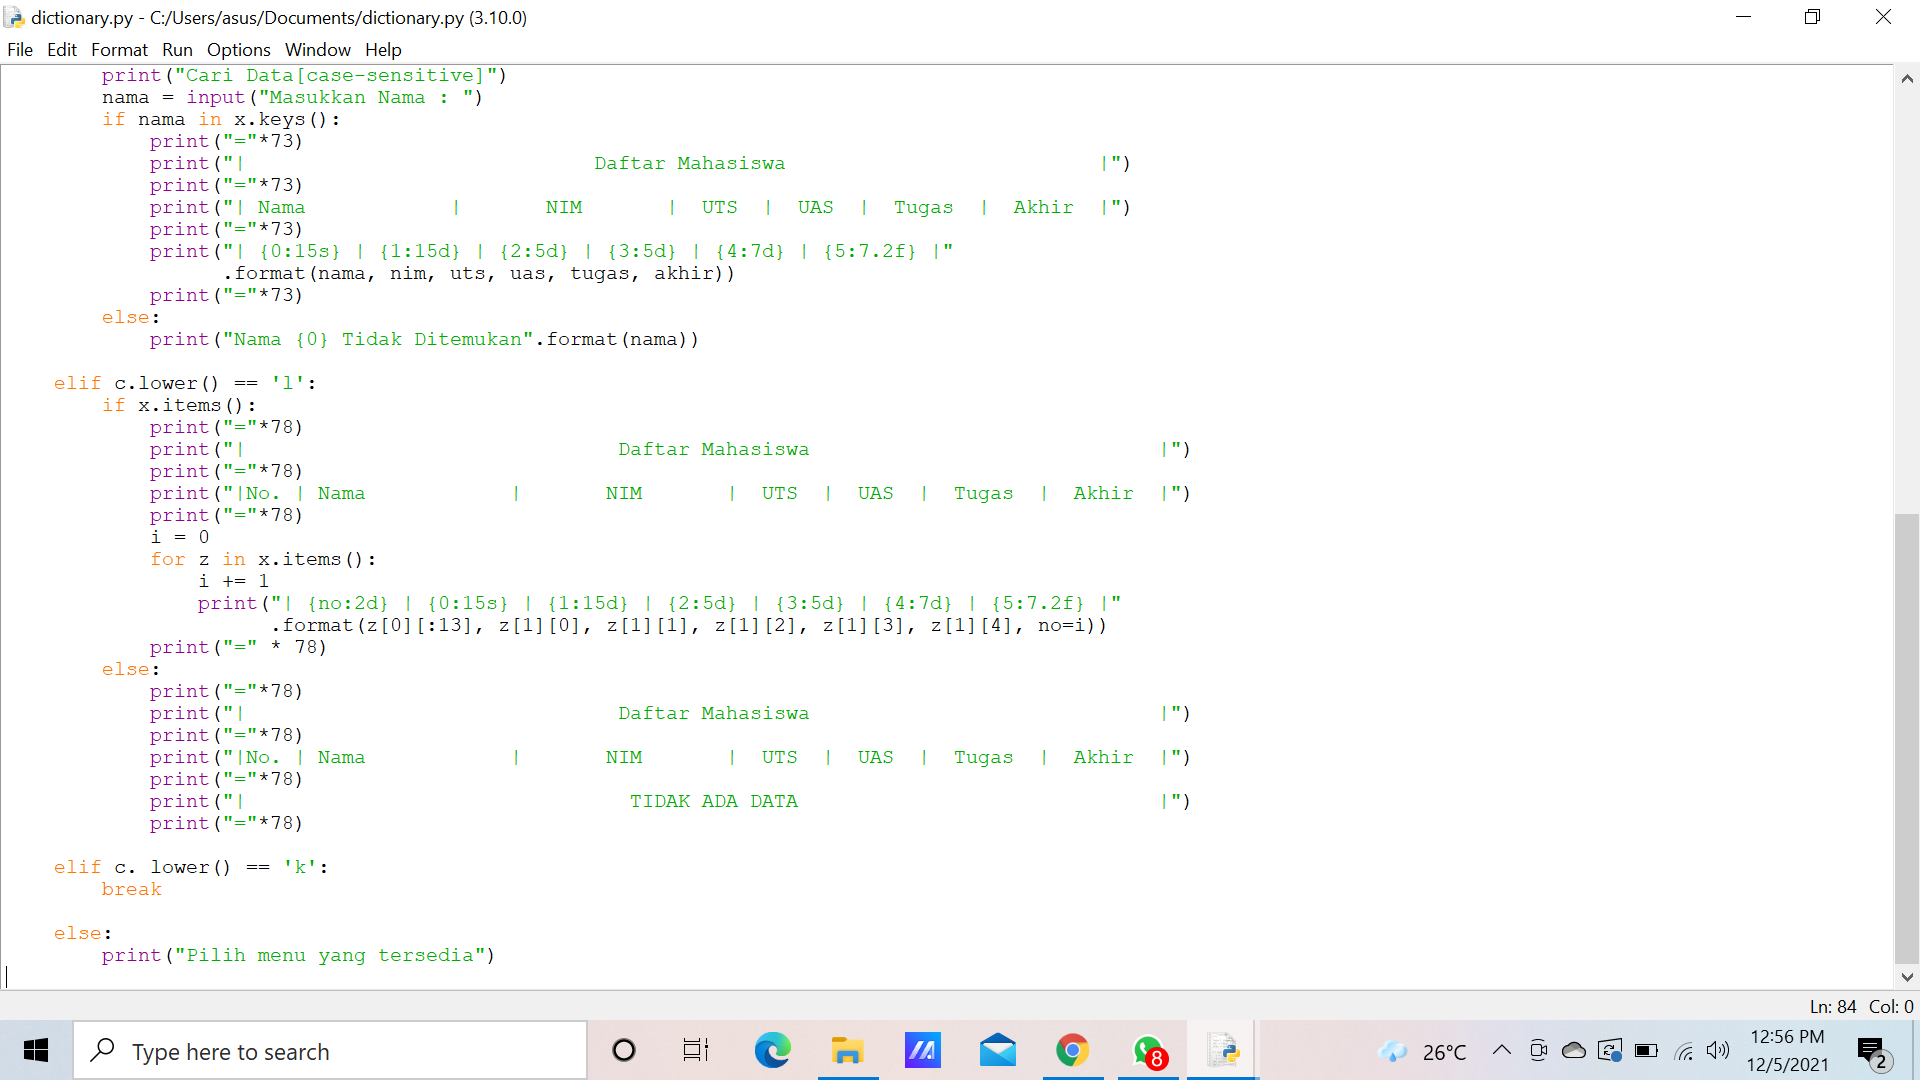 dictionary.py - C:/Users/asus/Documents/dictionary.py (3.10.0)
File Edit Format Run Options Window Help
        print("Cari Data[case-sensitive]")
        nama = input("Masukkan Nama : ")
        if nama in x.keys():
            print("="*73)
            print("|                             Daftar Mahasiswa                          |")
            print("="*73)
            print("| Nama            |       NIM       |  UTS  |  UAS  |  Tugas  |  Akhir  |")
            print("="*73)
            print("| {0:15s} | {1:15d} | {2:5d} | {3:5d} | {4:7d} | {5:7.2f} |"
                  .format(nama, nim, uts, uas, tugas, akhir))
            print("="*73)
        else:
            print("Nama {0} Tidak Ditemukan".format(nama))
    elif c.lower() == 'l':
        if x.items():
            print("="*78)
            print("|                               Daftar Mahasiswa                             |")
            print("="*78)
            print("|No. | Nama            |       NIM       |  UTS  |  UAS  |  Tugas  |  Akhir  |")
            print("="*78)
            i = 0
            for z in x.items():
                i += 1
                print("| {no:2d} | {0:15s} | {1:15d} | {2:5d} | {3:5d} | {4:7d} | {5:7.2f} |"
                      .format(z[0][:13], z[1][0], z[1][1], z[1][2], z[1][3], z[1][4], no=i))
            print("=" * 78)
        else:
            print("="*78)
            print("|                               Daftar Mahasiswa                             |")
            print("="*78)
            print("|No. | Nama            |       NIM       |  UTS  |  UAS  |  Tugas  |  Akhir  |")
            print("="*78)
            print("|                                TIDAK ADA DATA                              |")
            print("="*78)
    elif c. lower() == 'k':
        break
    else:
        print("Pilih menu yang tersedia")
Ln: 84 Col: 0
Type here to search
8
26°C
12:56 PM
12/5/2021
2